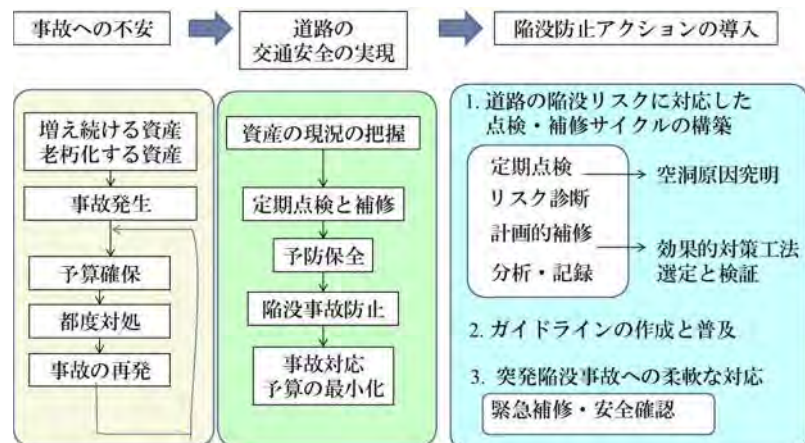 事故への不安
道路の
交通安全の実現
陥没防止アクションの導入
増え続ける資産
老朽化する資産
事故発生
予算確保
都度対処
事故の再発
資産の現況の把握
定期点検と補修
予防保全
陥没事故防止
事故対応
予算の最小化
1. 道路の陥没リスクに対応した
点検・補修サイクルの構築
定期点検
リスク診断
計画的補修
分析・記録
空洞原因究明
効果的対策工法
選定と検証
2. ガイドラインの作成と普及
3. 突発陥没事故への柔軟な対応
緊急補修・安全確認